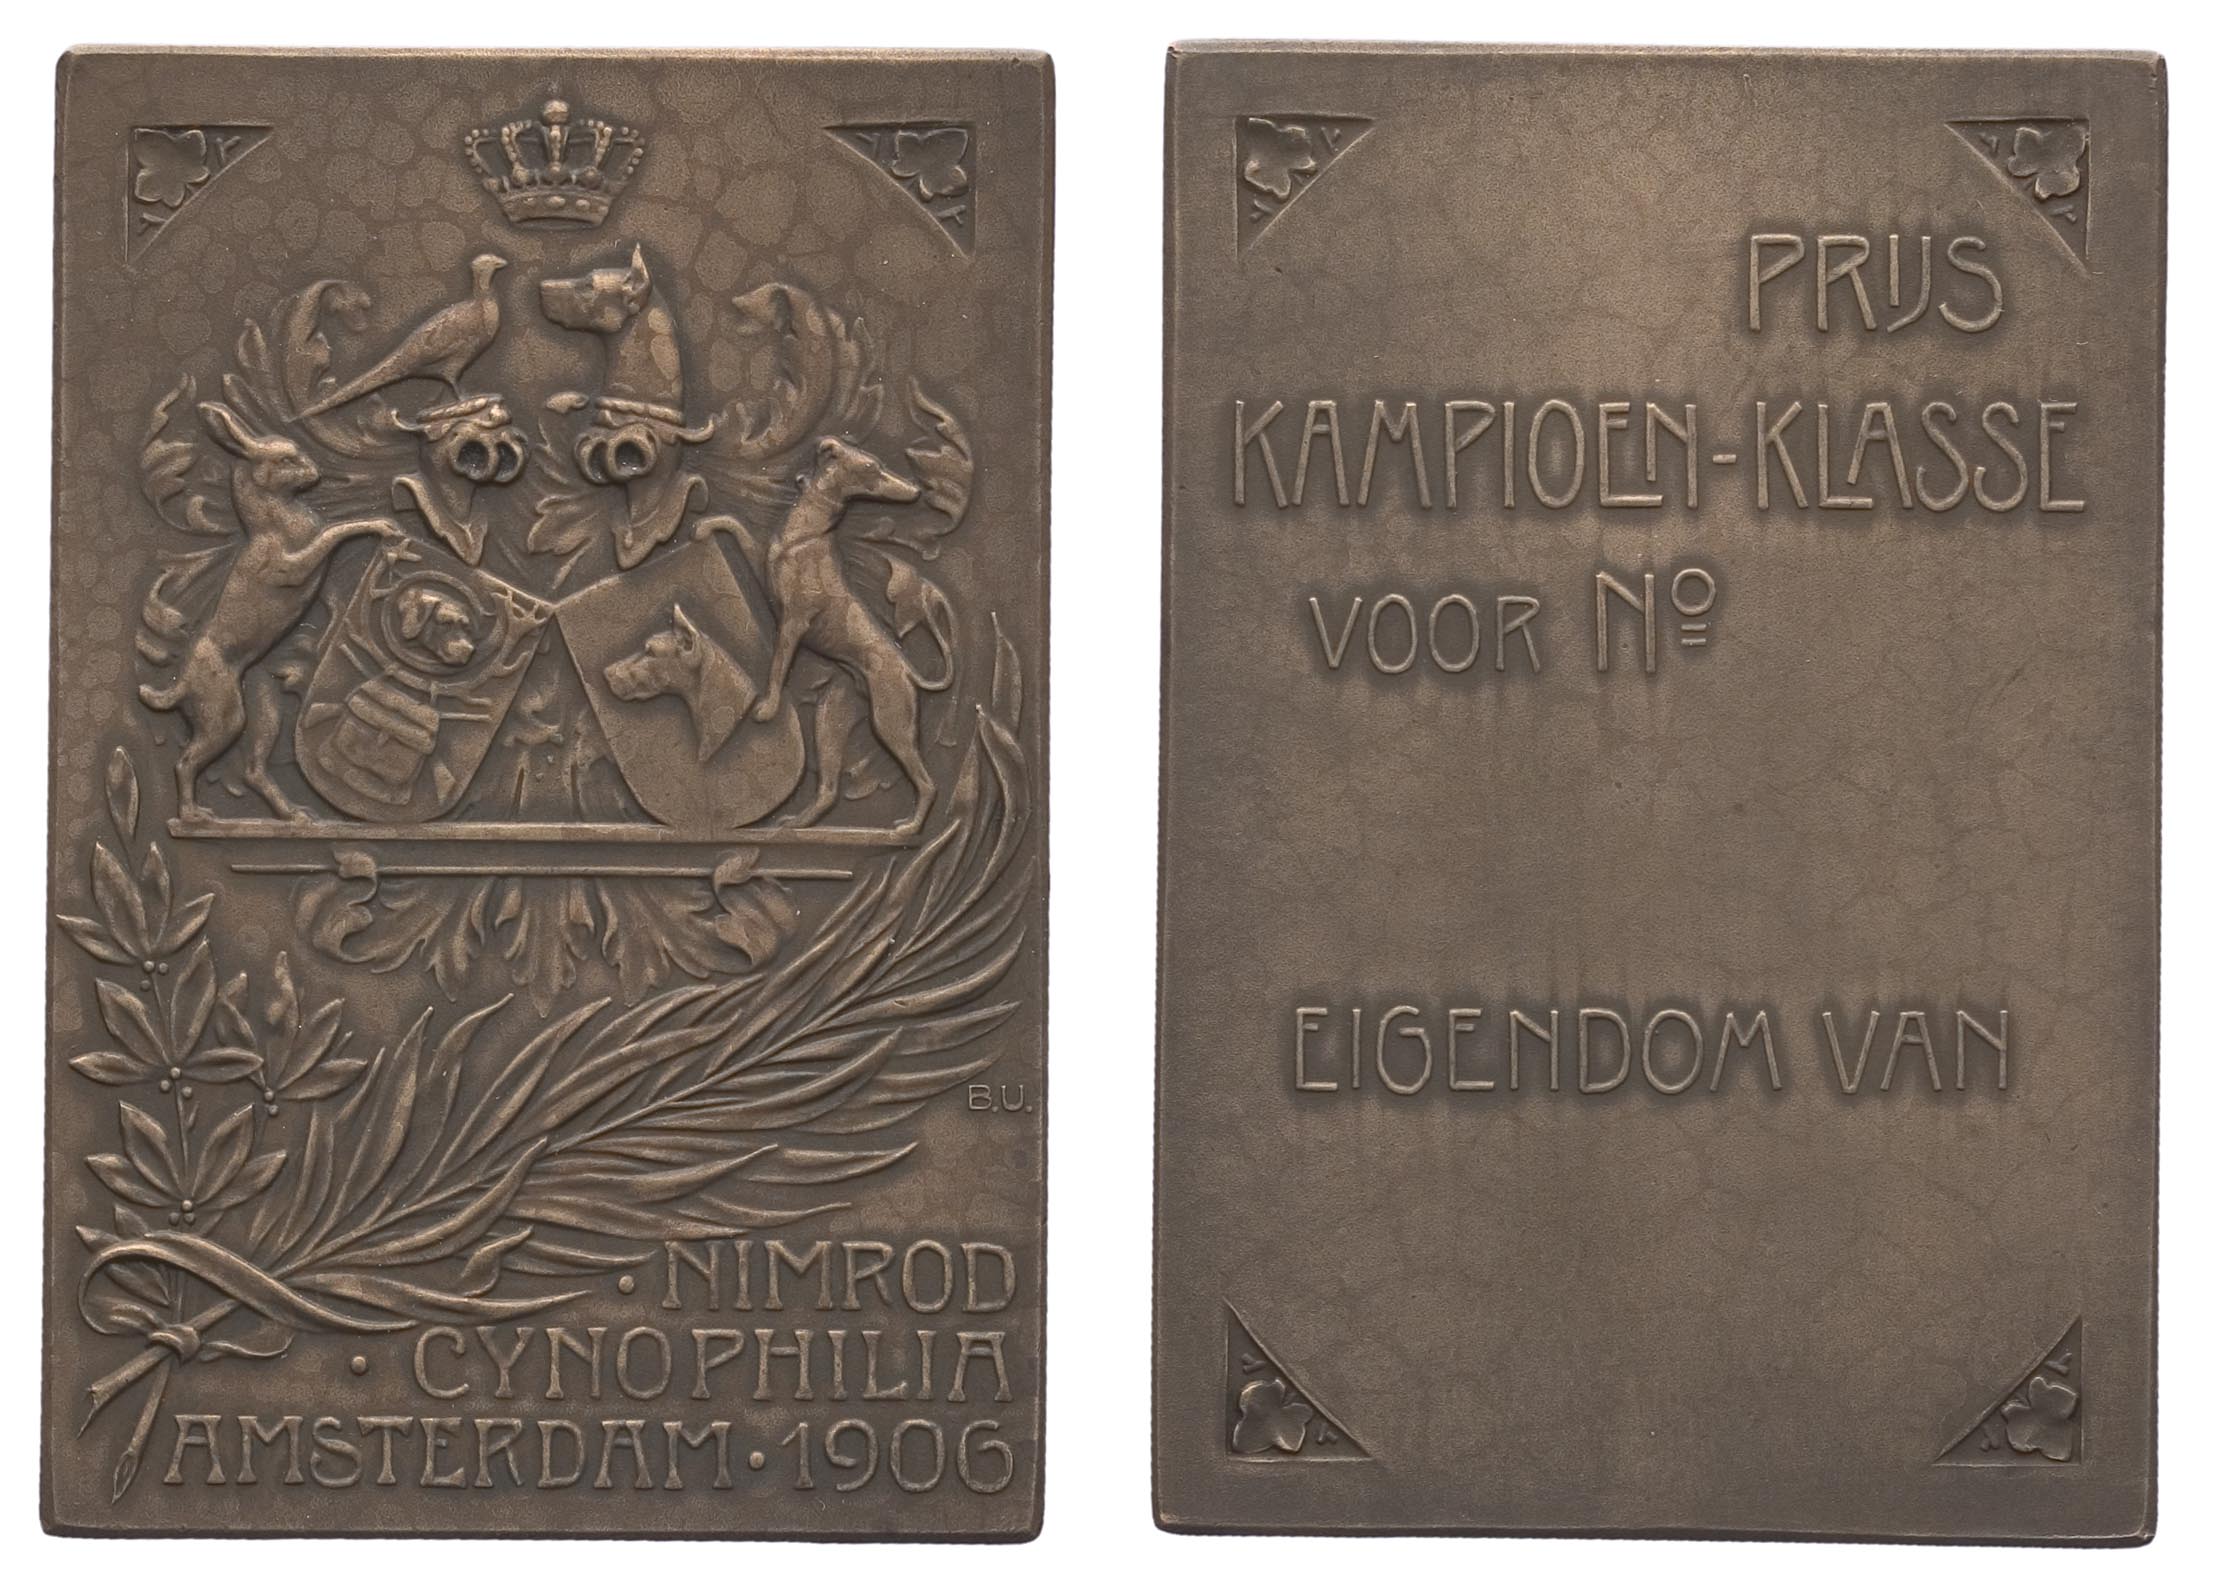 B.U.
· NIMROD
· CYNOPHILIA
AMSTERDAM · 1906
PRIJS
KAMPIOEN-KLASSE
VOOR Nº
EIGENDOM VAN